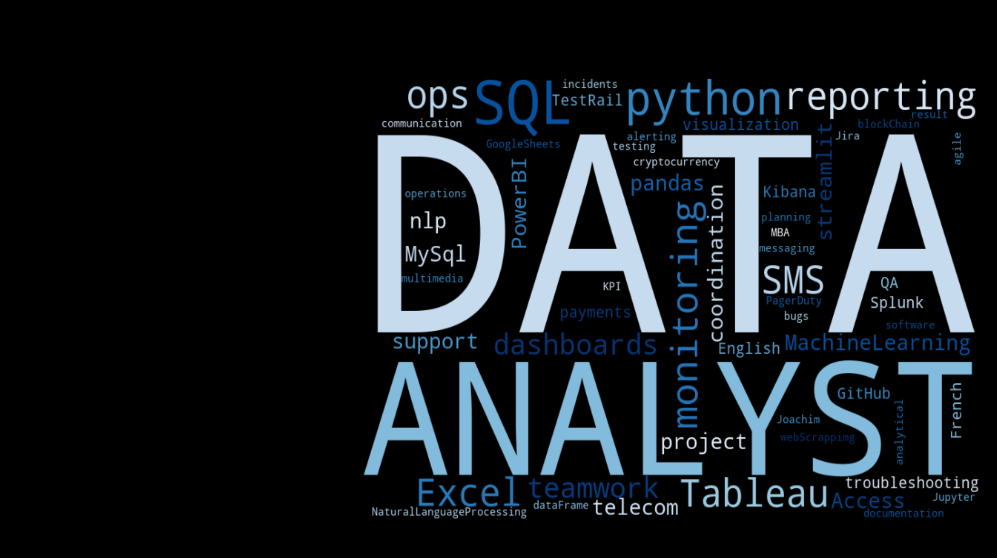 incidents
ops
SQL
TestRail
python
reporting
result
communication
visualization
blockChain
GoogleSheets
alerting
testing
Jira
agile
cryptocurrency
DATA
PowerBI
pandas
streamlit
operations
Kibana
nlp
monitoring
coordination
planning
MBA
MySql
messaging
multimedia
SMS
QA
KPI
PagerDuty
Splunk
payments
bugs
software
support
dashboards
English
MachineLearning
ANALYST
GitHub
French
Joachim
analytical
project
webScrappimg
Excel
teamwork
Tableau
troubleshooting
Access
Jupyter
NaturalLanguageProcessing
dataFrame
telecom
documentation